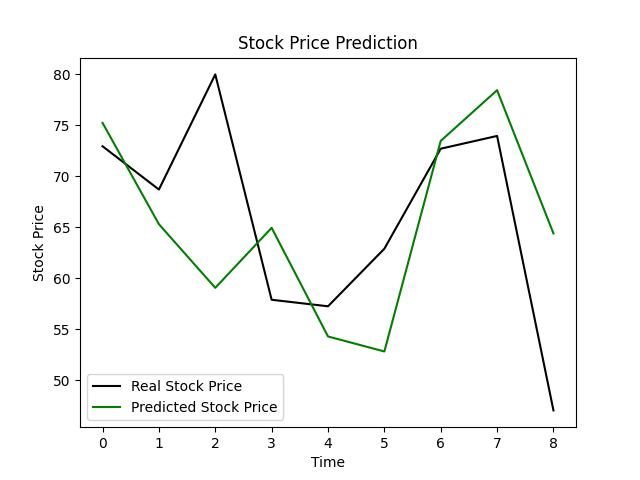 Stock Price Prediction
80
75
70
65
60
55
50
Stock Price
Real Stock Price
Predicted Stock Price
0 1 2 3 4 5 6 7 8
Time